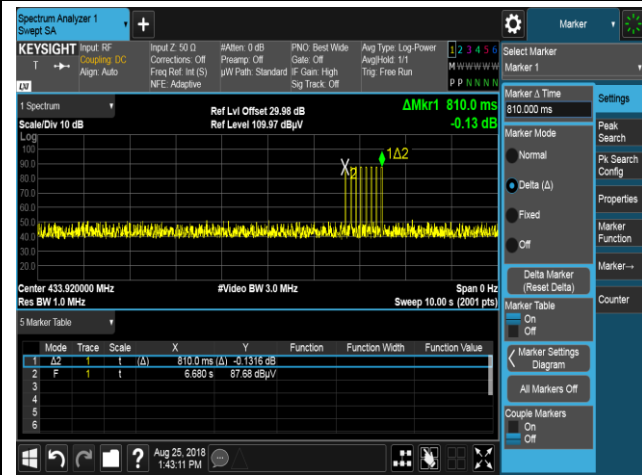 Spectrum Analyzer 1
Swept SA
+
Marker
KEYSIGHT Input: RF Input Z: 50 Ω #Atten: 0 dB PNO: Best Wide Avg Type: Log-Power 1 2 3 4 5 6
T Coupling: DC Corrections: Off Preamp: Off Gate: Off Avg|Hold: 1/1 M W W W W W
Align: Auto Freq Ref: Int (S) µW Path: Standard IF Gain: High Trig: Free Run
LXI NFE: Adaptive Sig Track: Off P P N N N N
Select Marker
Marker 1
1 Spectrum
Scale/Div 10 dB
Ref Lvl Offset 29.98 dB
Ref Level 109.97 dBµV
ΔMkr1 810.0 ms
-0.13 dB
Log
100
90.0
80.0
70.0
60.0
50.0
40.0
30.0
20.0
X
2
1Δ2
Center 433.920000 MHz #Video BW 3.0 MHz Span 0 Hz
Res BW 1.0 MHz Sweep 10.00 s (2001 pts)
5 Marker Table
Mode Trace Scale X Y Function Function Width Function Value
1 Δ2 1 t (Δ) 810.0 ms (Δ) -0.1316 dB
2 F 1 t 6.680 s 87.68 dBµV
3
4
5
6
Marker Δ Time
810.000 ms
Marker Mode
Normal
Delta (Δ)
Fixed
Off
Delta Marker
(Reset Delta)
Marker Table
On
Off
Marker Settings
Diagram
All Markers Off
Couple Markers
On
Off
Settings
Peak
Search
Pk Search
Config
Properties
Marker
Function
Marker→
Counter
?
Aug 25, 2018
1:43:11 PM